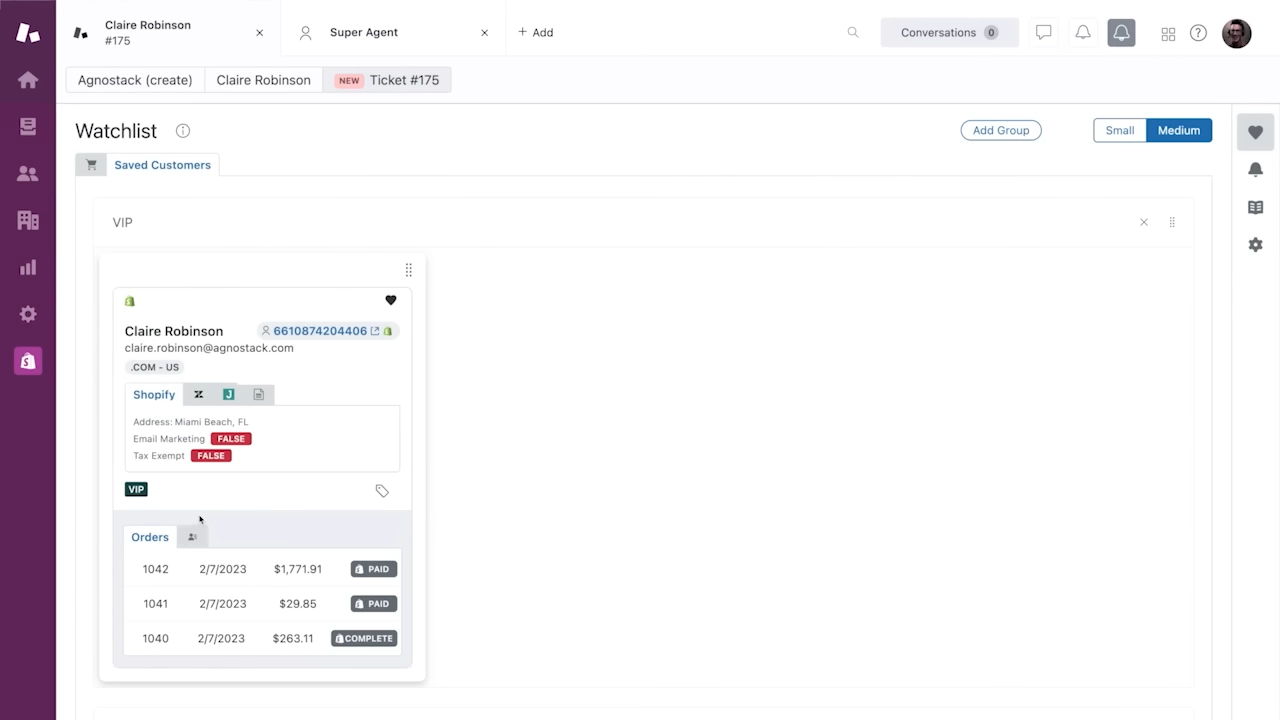 Claire Robinson
#175
Super Agent
+ Add
Conversations 0
Agnostack (create)
Claire Robinson
NEW Ticket #175
Watchlist
Add Group
Small
Medium
Saved Customers
VIP
Claire Robinson
6610874204406
claire.robinson@agnostack.com
.COM - US
Shopify
J
Address: Miami Beach, FL
Email Marketing FALSE
Tax Exempt FALSE
VIP
Orders
1042 2/7/2023 $1,771.91 PAID
1041 2/7/2023 $29.85 PAID
1040 2/7/2023 $263.11 COMPLETE